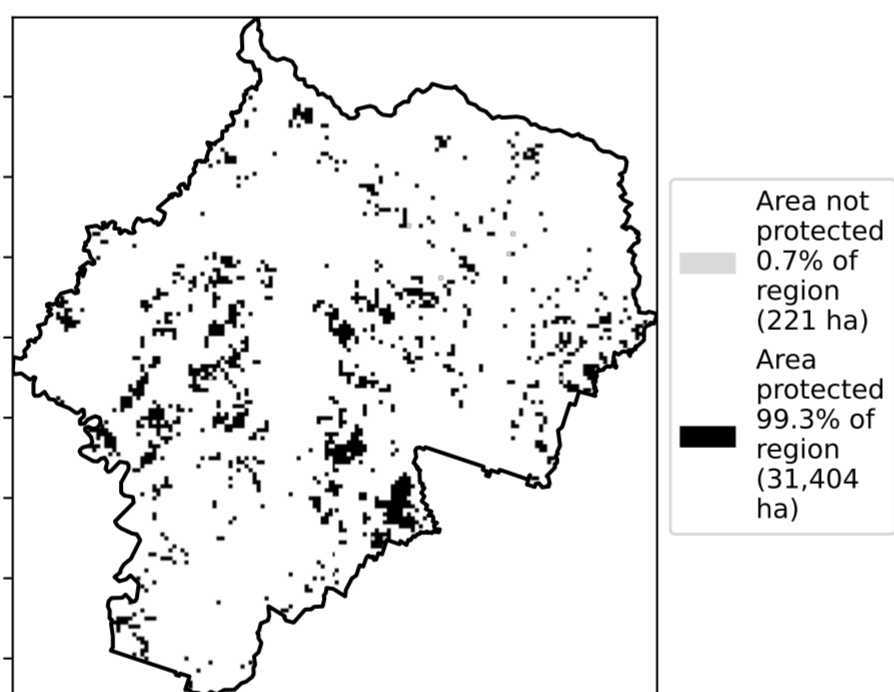 Area not
protected
0.7% of
region
(221 ha)
Area
protected
99.3% of
region
(31,404
ha)